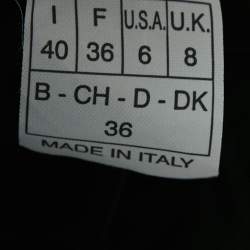 I F U.S.A. U.K.
40 36 6 8
B - CH - D - DK
36
MADE IN ITALY